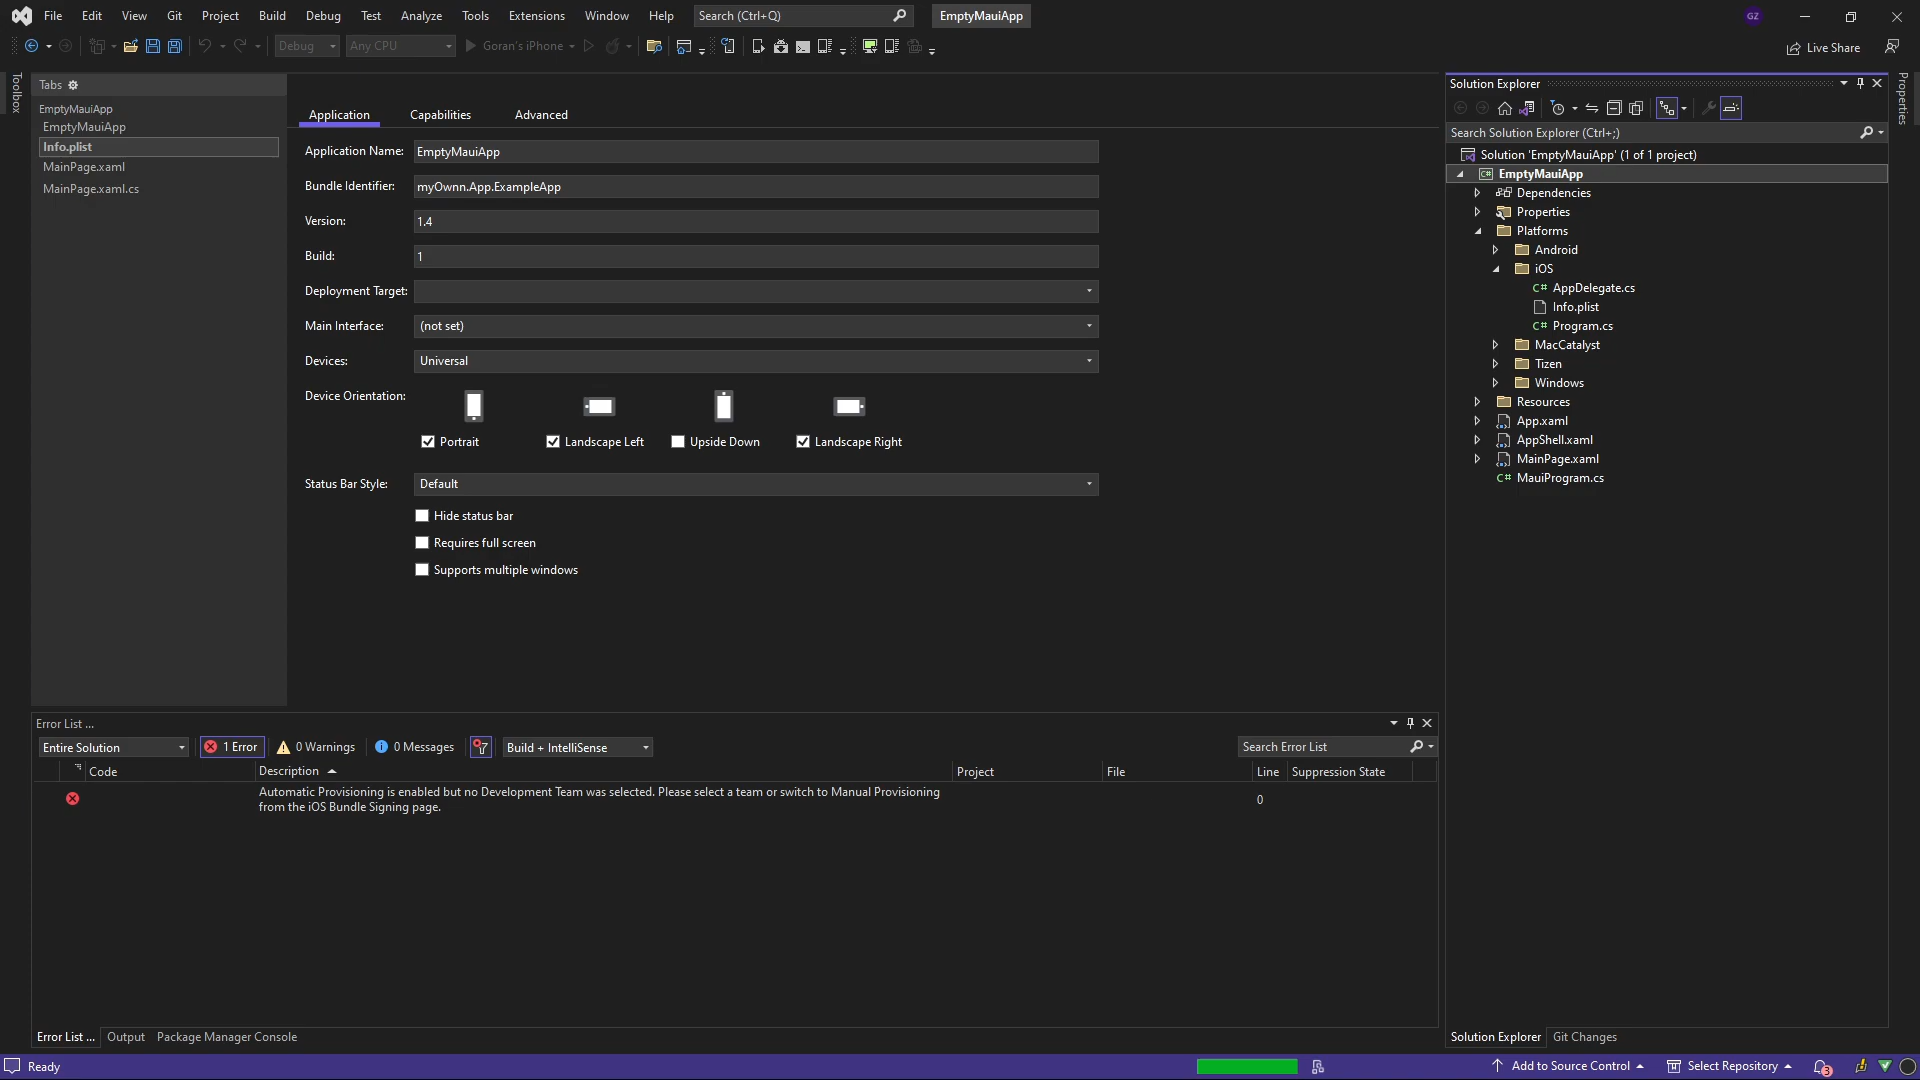 File Edit View Git Project Build Debug Test Analyze Tools Extensions Window Help Search (Ctrl+Q) EmptyMauiApp GZ
Debug Any CPU Goran's iPhone Live Share
Toolbox
Tabs
EmptyMauiApp
EmptyMauiApp
Info.plist
MainPage.xaml
MainPage.xaml.cs
Application Capabilities Advanced
Application Name: EmptyMauiApp
Bundle Identifier: myOwnn.App.ExampleApp
Version: 1.4
Build: 1
Deployment Target:
Main Interface: (not set)
Devices: Universal
Device Orientation:
Portrait Landscape Left Upside Down Landscape Right
Status Bar Style: Default
Hide status bar
Requires full screen
Supports multiple windows
Solution Explorer
Search Solution Explorer (Ctrl+;)
Solution 'EmptyMauiApp' (1 of 1 project)
C# EmptyMauiApp
Dependencies
Properties
Platforms
Android
iOS
C# AppDelegate.cs
Info.plist
C# Program.cs
MacCatalyst
Tizen
Windows
Resources
App.xaml
AppShell.xaml
MainPage.xaml
C# MauiProgram.cs
Properties
Error List ...
Entire Solution 1 Error 0 Warnings 0 Messages Build + IntelliSense Search Error List
Code Description Project File Line Suppression State
Automatic Provisioning is enabled but no Development Team was selected. Please select a team or switch to Manual Provisioning
from the iOS Bundle Signing page.
0
Error List ... Output Package Manager Console
Solution Explorer Git Changes
Ready Add to Source Control Select Repository 3